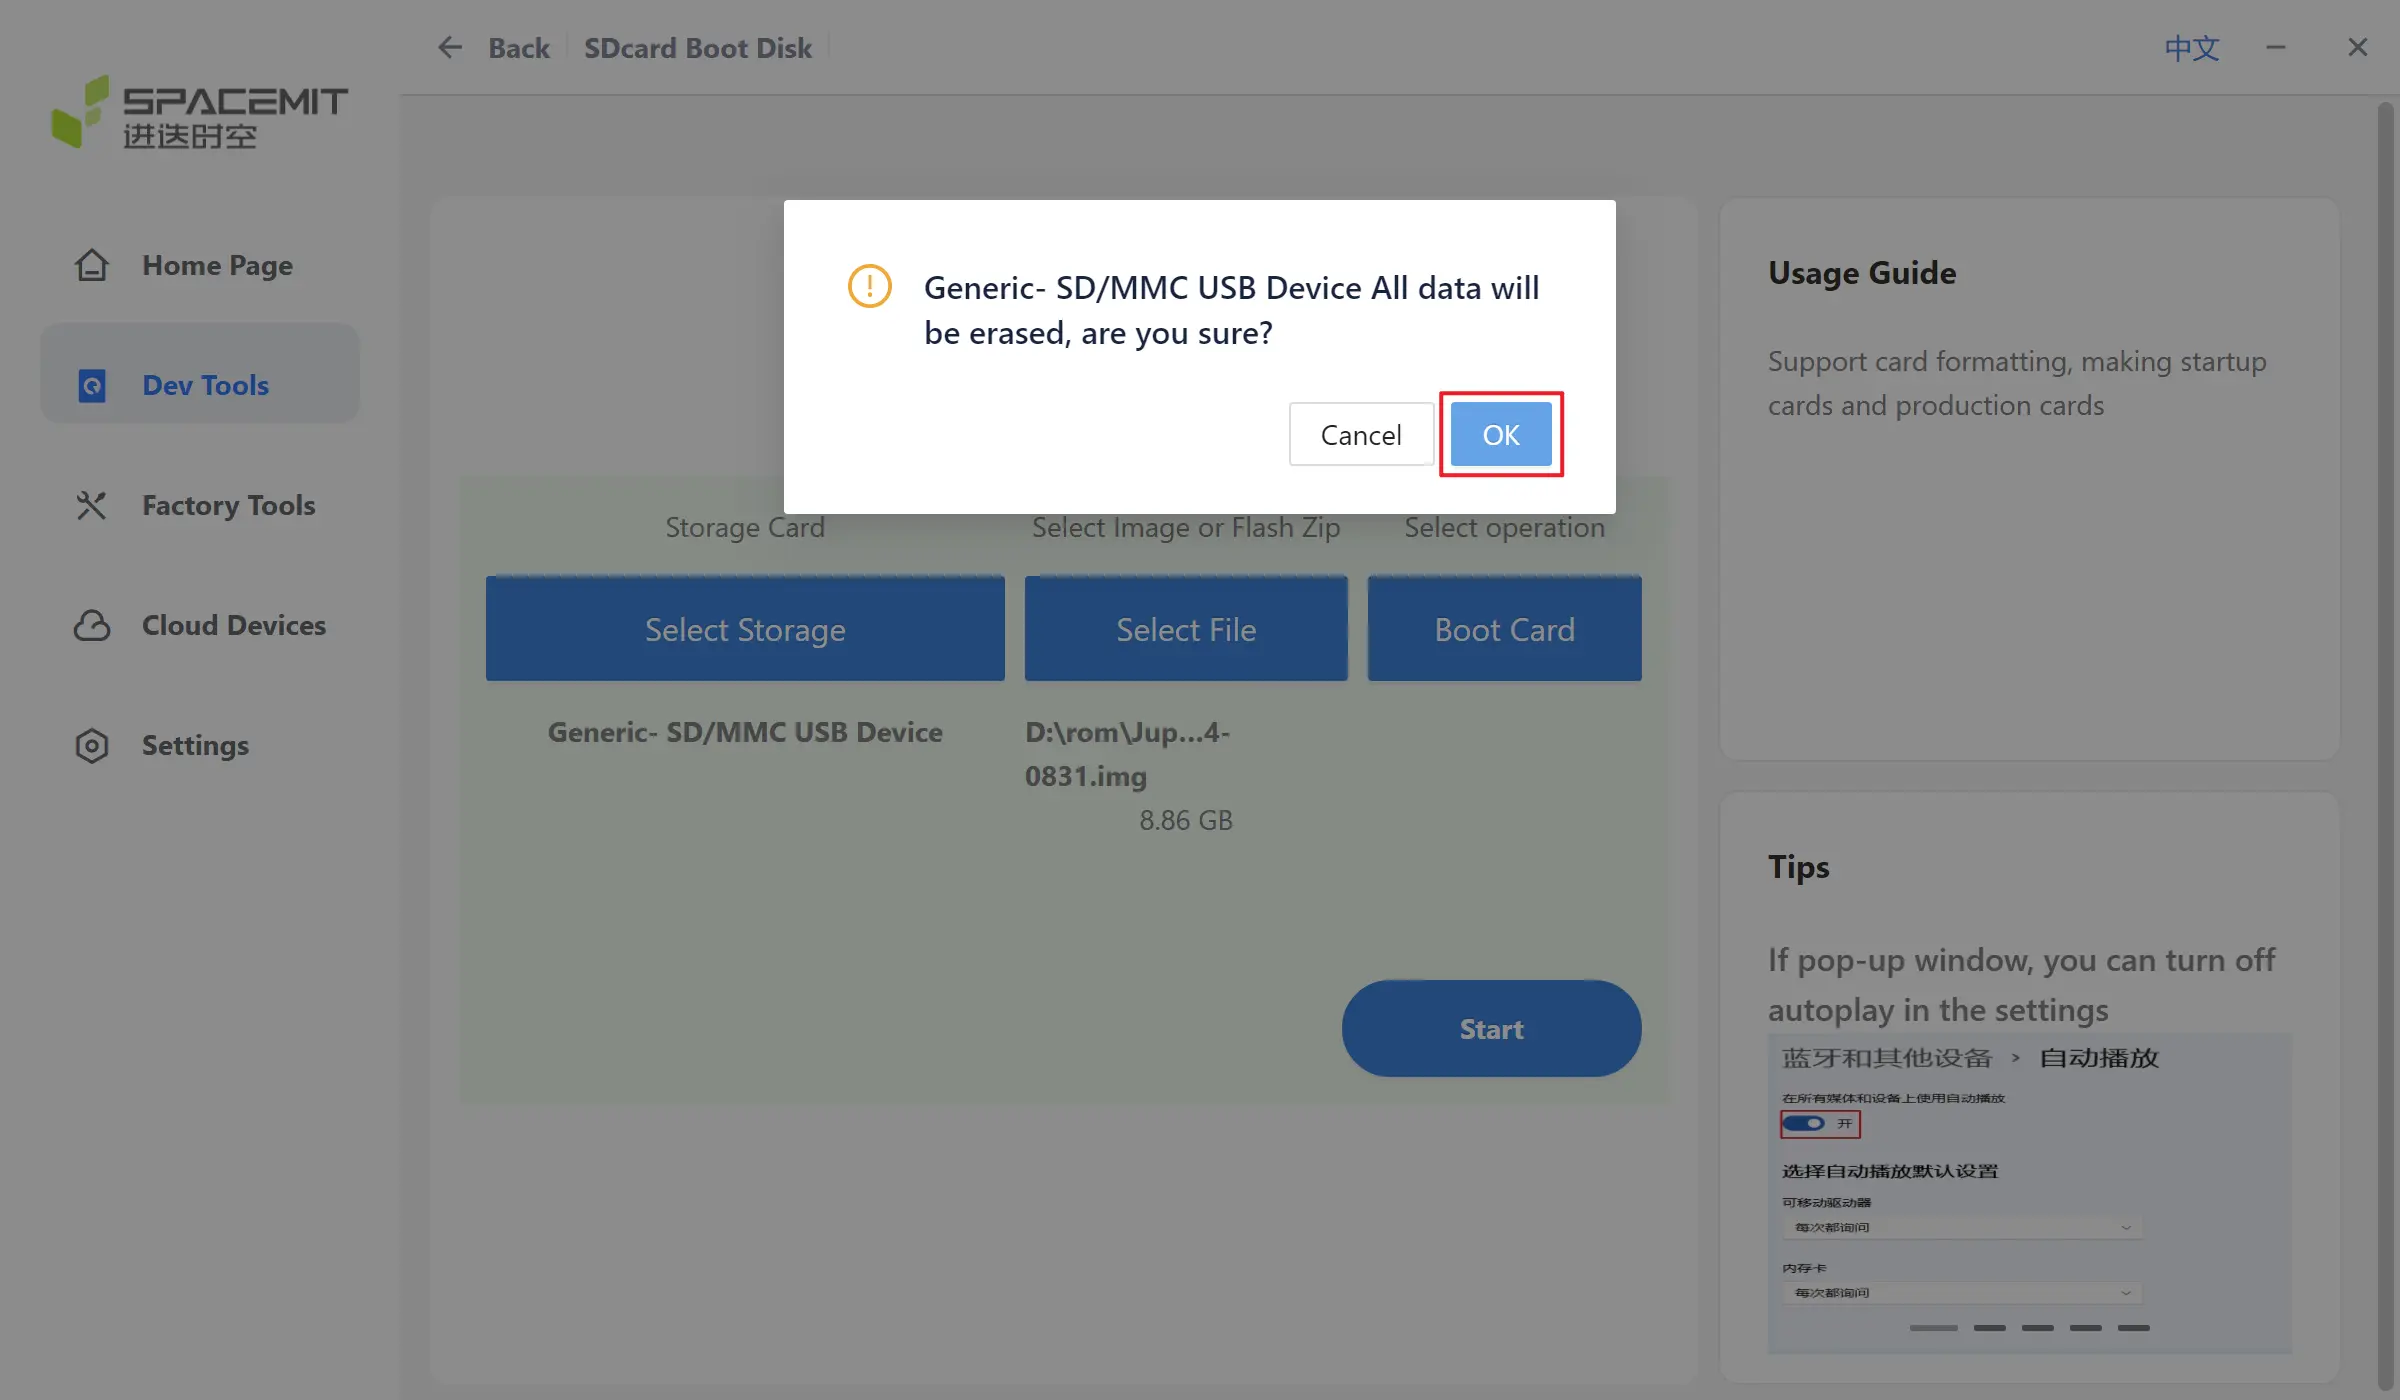 SPACEMIT
进迭时空
Home Page
Dev Tools
Factory Tools
Cloud Devices
Settings
Back
SDcard Boot Disk
中文
Generic- SD/MMC USB Device All data will
be erased, are you sure?
Cancel
OK
Storage Card
Select Image or Flash Zip
Select operation
Select Storage
Select File
Boot Card
Generic- SD/MMC USB Device
D:\rom\Jup...4-
0831.img
8.86 GB
Start
Usage Guide
Support card formatting, making startup
cards and production cards
Tips
If pop-up window, you can turn off
autoplay in the settings
蓝牙和其他设备 > 自动播放
在所有媒体和设备上使用自动播放
开
选择自动播放默认设置
可移动驱动器
每次都询问
内存卡
每次都询问